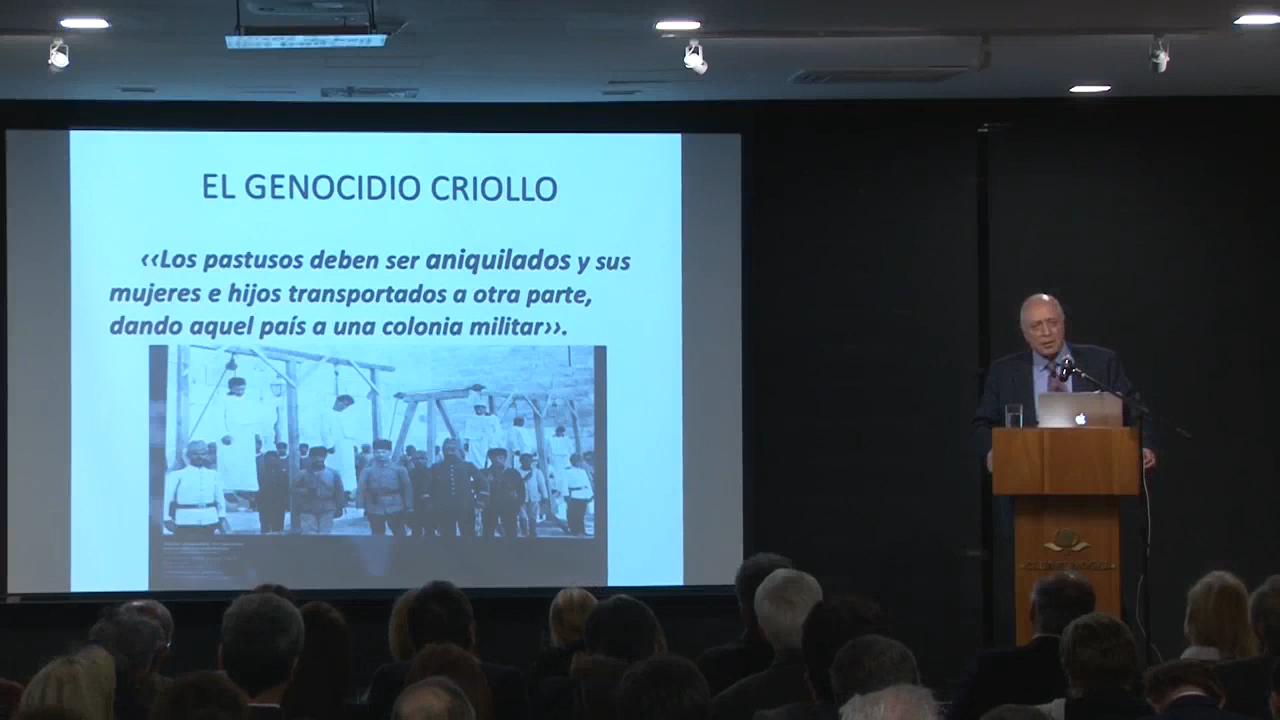 EL GENOCIDIO CRIOLLO
‹‹Los pastusos deben ser aniquilados y sus
mujeres e hijos transportados a otra parte,
dando aquel país a una colonia militar››.